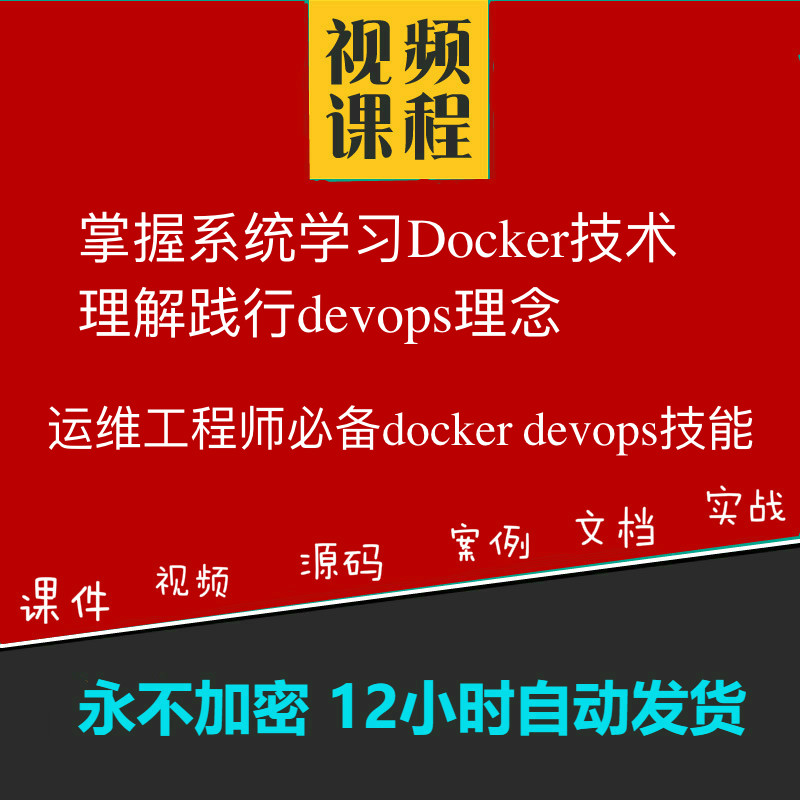 视频
课程
掌握系统学习Docker技术
理解践行devops理念
运维工程师必备docker devops技能
课件 视频 源码 案例 文档 实战
永不加密 12小时自动发货